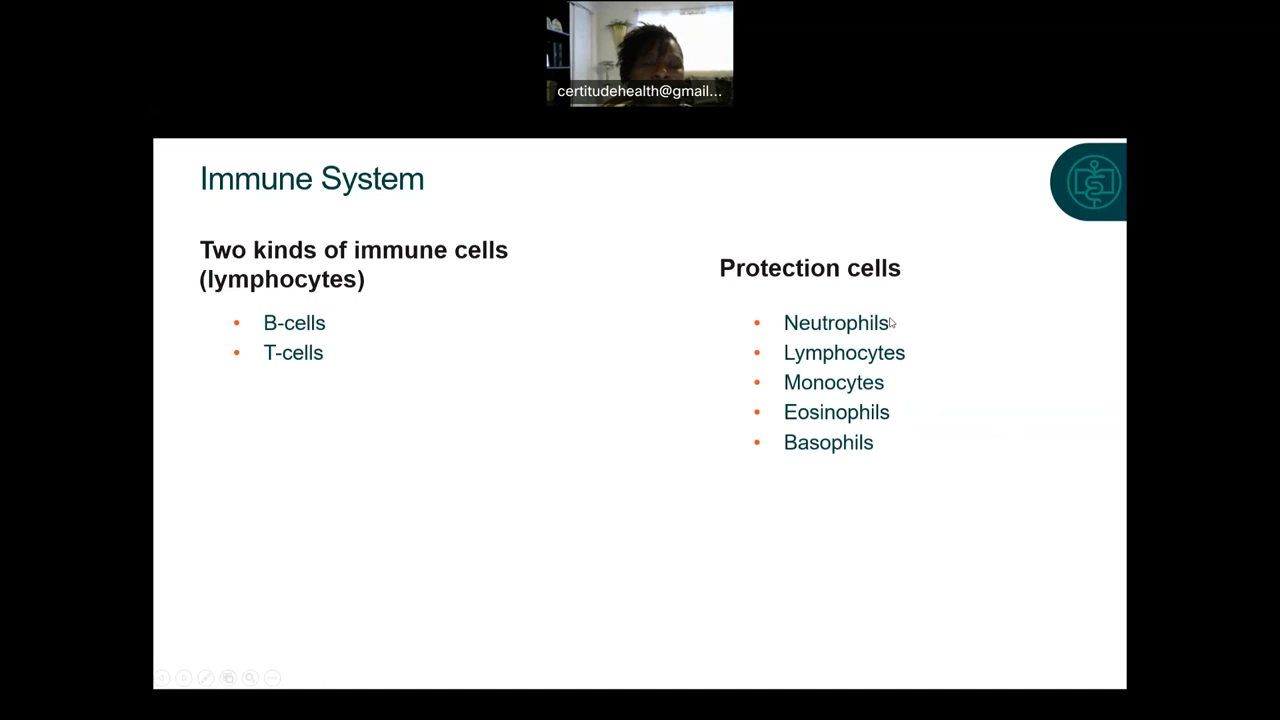 certitudehealth@gmail...
Immune System
Two kinds of immune cells
(lymphocytes)
• B-cells
• T-cells
Protection cells
• Neutrophils
• Lymphocytes
• Monocytes
• Eosinophils
• Basophils